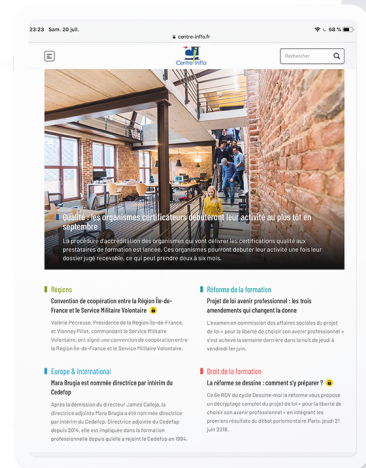 23:23 Sam. 20 juil.
68 %
centre-inffo.fr
Centre Inffo
Rechercher
Qualité : les organismes certificateurs débuteront leur activité au plus tôt en
septembre
La procédure d'accréditation des organismes qui vont délivrer les certifications qualité aux
prestataires de formation est lancée. Ces organismes pourront débuter leur activité une fois leur
dossier jugé recevable, ce qui peut prendre deux à six mois.
Régions
Convention de coopération entre la Région Île-de-
France et le Service Militaire Volontaire
Valérie Pécresse, Présidente de la Région Île-de-France,
et Vianney Pillet, commandant le Service Militaire
Volontaire, ont signé une convention de coopération entre
la Région Île-de-France et le Service Militaire Volontaire.
Réforme de la formation
Projet de loi avenir professionnel : les trois
amendements qui changent la donne
L'examen en commission des affaires sociales du projet
de loi « pour la liberté de choisir son avenir professionnel »
s'est achevé la semaine dernière dans la nuit de jeudi à
vendredi 1er juin.
Europe & International
Mara Brugia est nommée directrice par intérim du
Cedefop
Après la démission du directeur James Calleja, la
directrice adjointe Mara Brugia a été nommée directrice
par intérim du Cedefop. Directrice adjointe du Cedefop
depuis 2014, elle est impliquée dans la formation
professionnelle depuis qu'elle a rejoint le Cedefop en 1994.
Droit de la formation
La réforme se dessine : comment s'y préparer ?
Ce Be RDV du cycle Dessine-moi la réforme vous propose
un décryptage complet du projet de loi « pour la liberté de
choisir son avenir professionnel » en intégrant les
premiers résultats du débat parlementaire. Paris, jeudi 21
juin 2018.